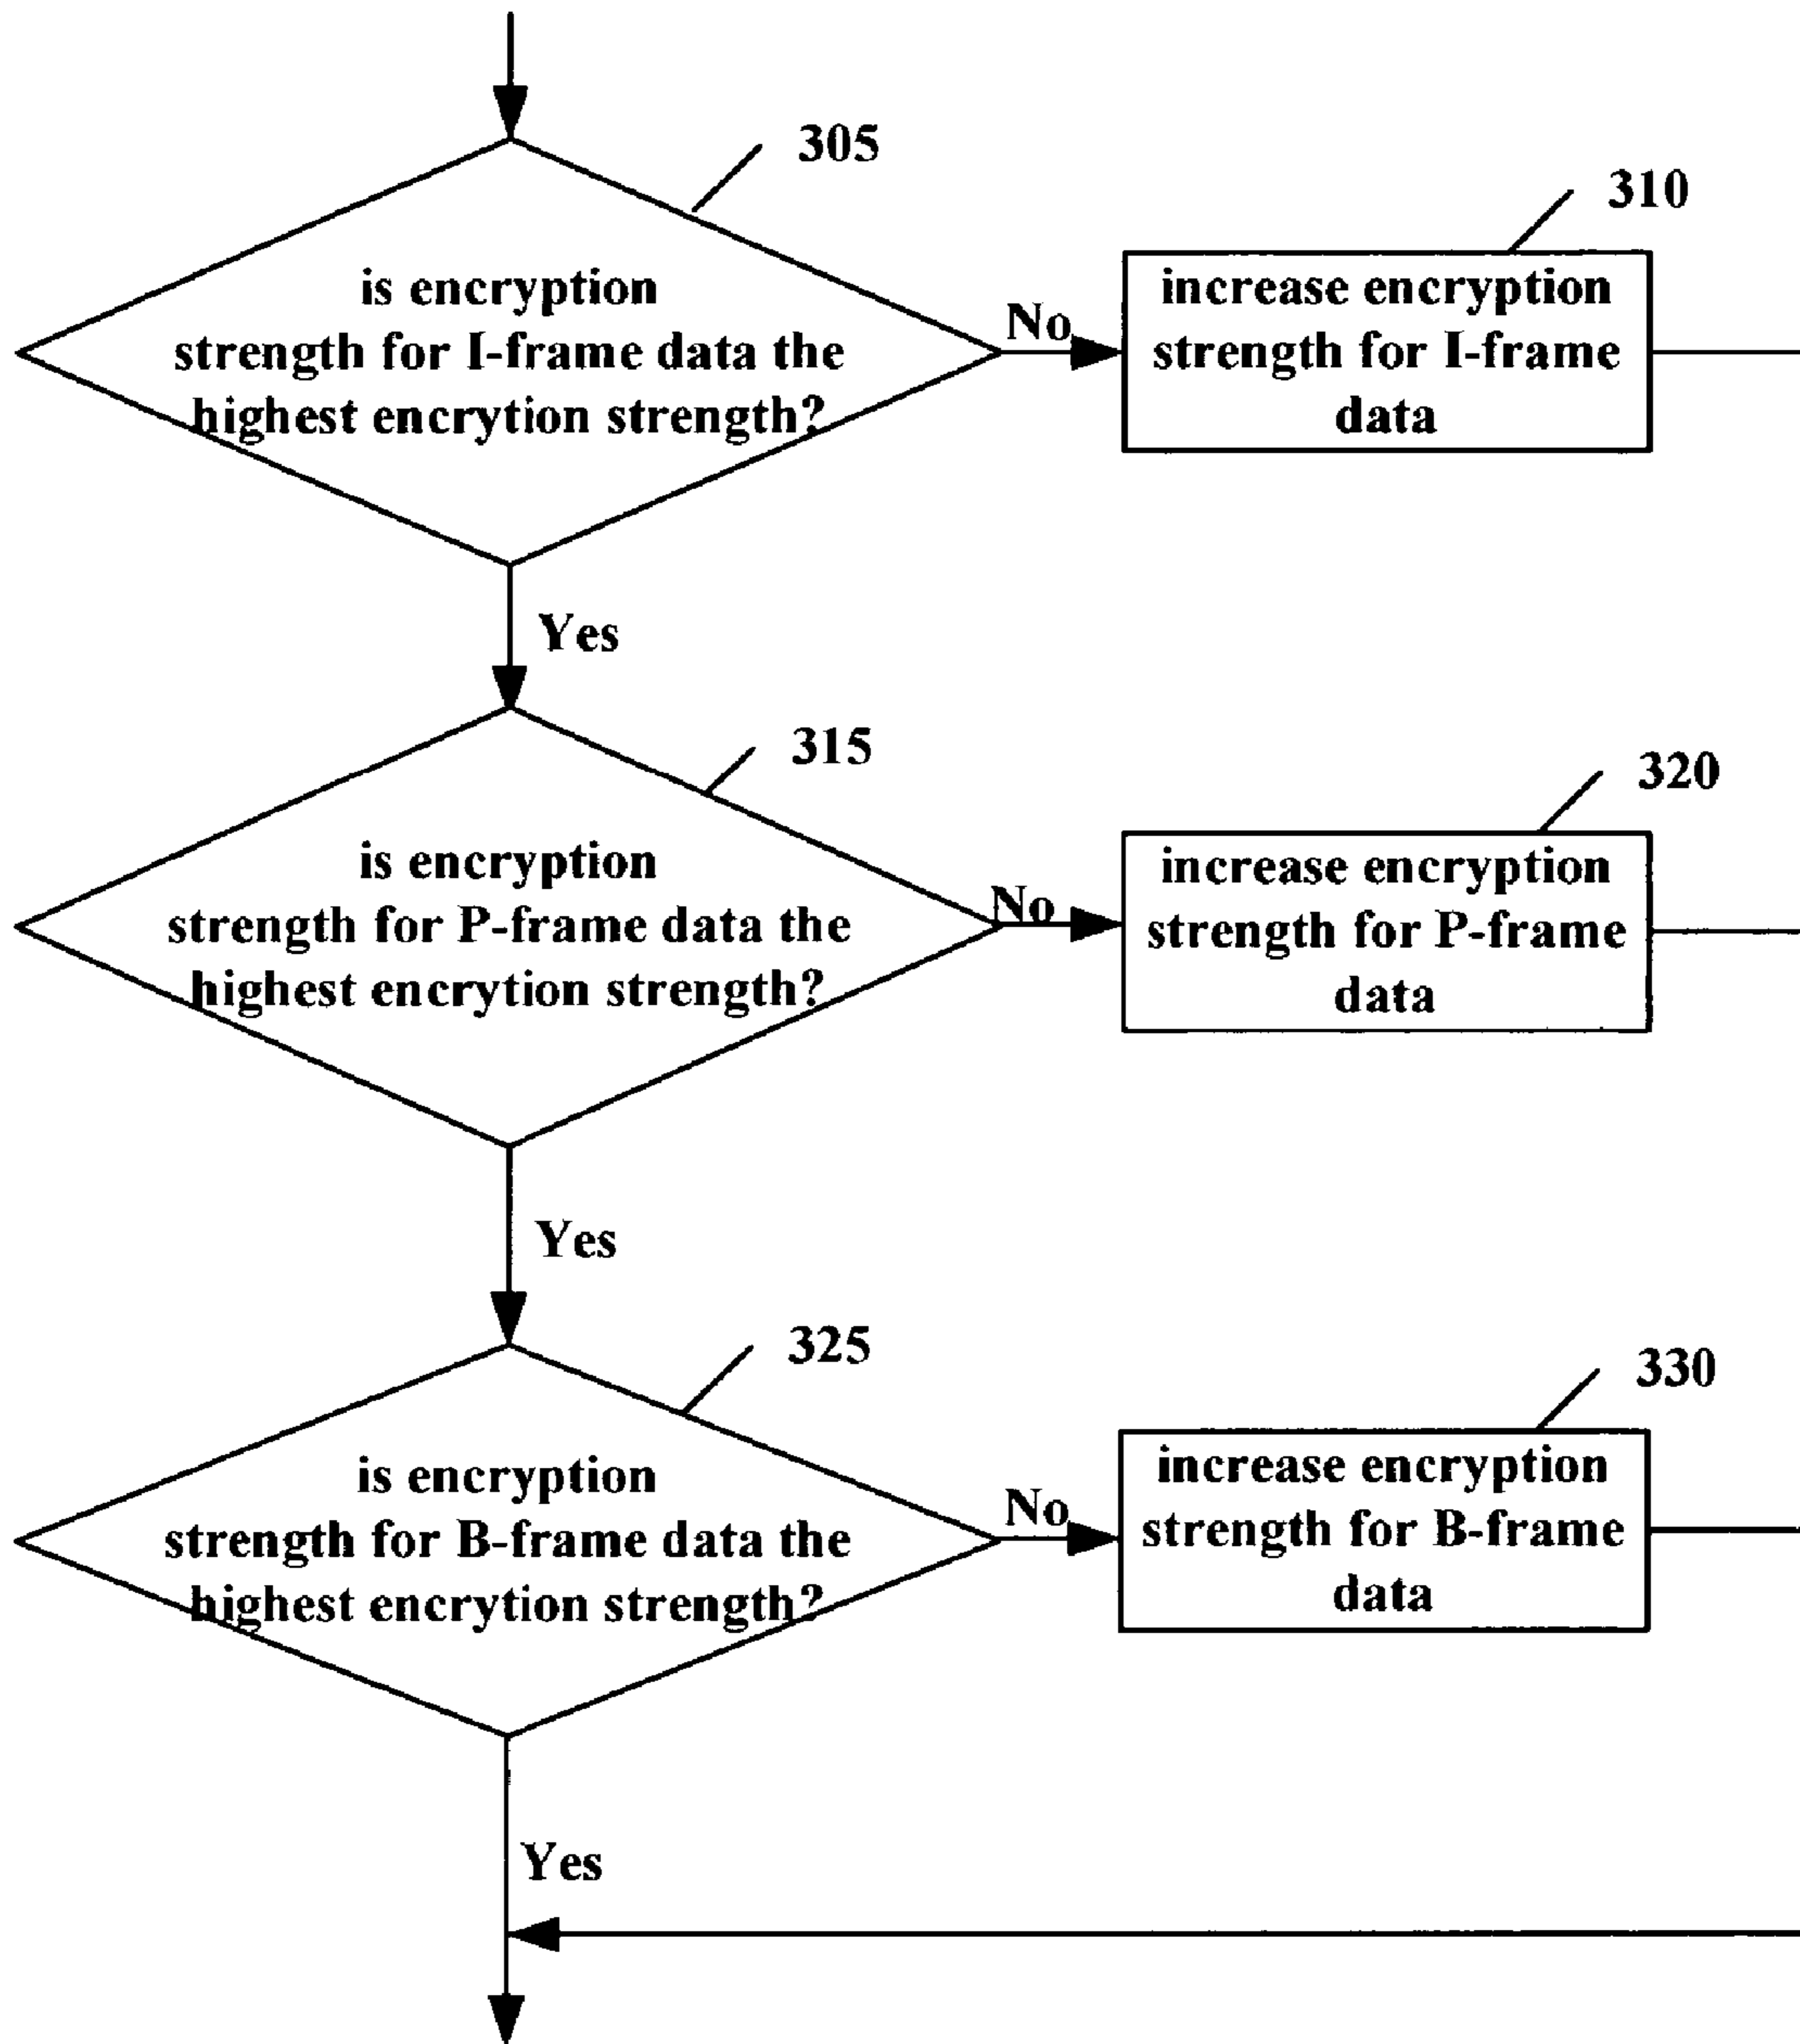 305
is encryption
strength for I-frame data the
highest encrytion strength?
No
310
increase encryption
strength for I-frame
data
Yes
315
is encryption
strength for P-frame data the
highest encrytion strength?
No
320
increase encryption
strength for P-frame
data
Yes
325
is encryption
strength for B-frame data the
highest encrytion strength?
No
330
increase encryption
strength for B-frame
data
Yes